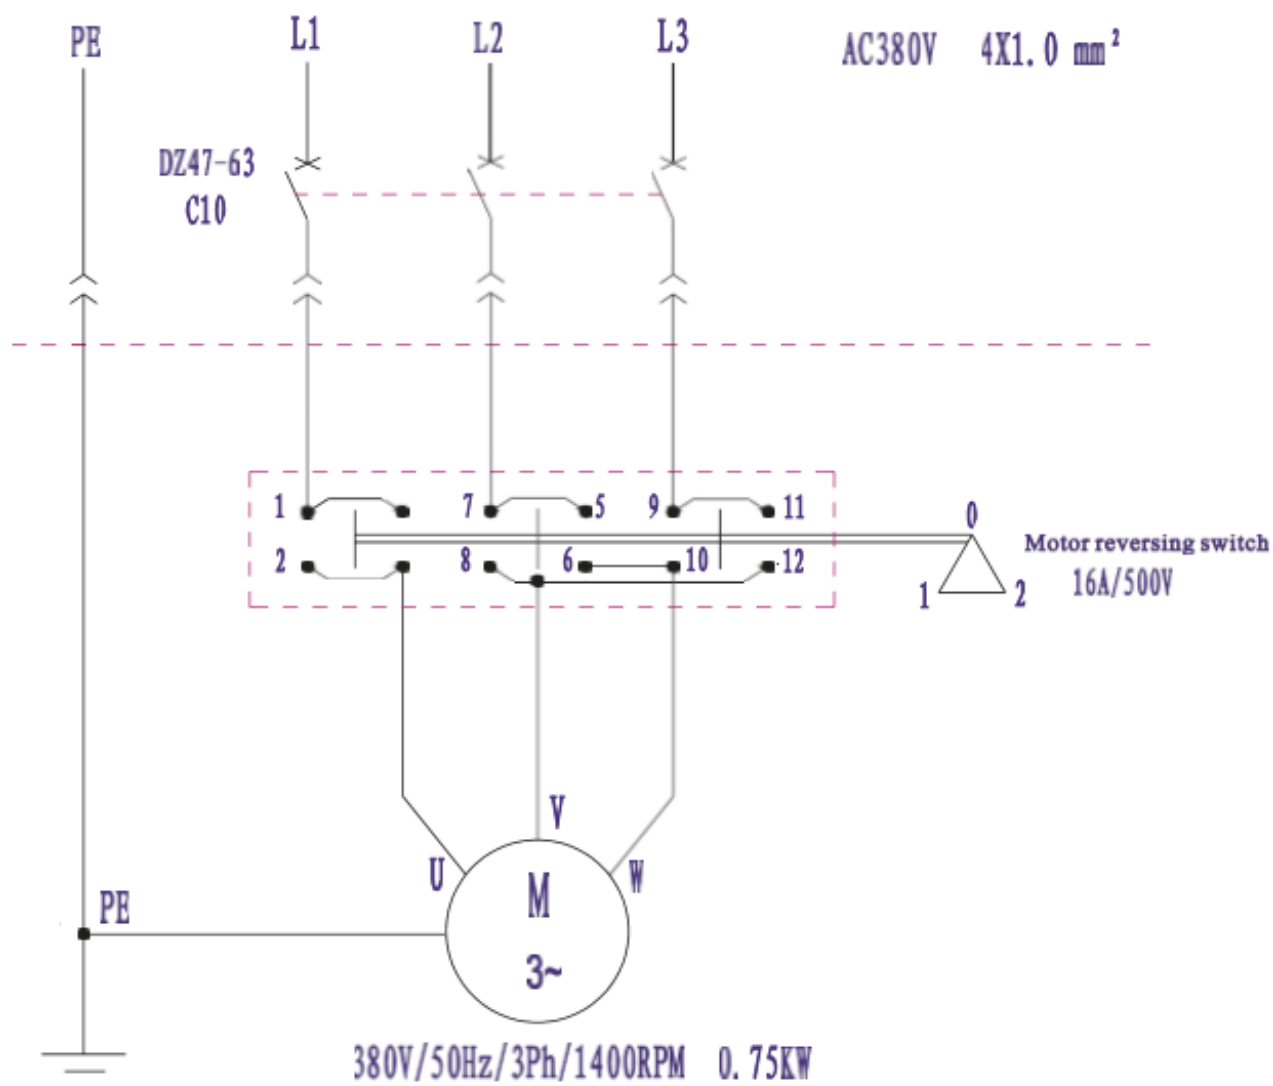 PE L1 L2 L3 AC380V 4X1.0 mm²
DZ47-63
C10
1 7 5 9 11
2 8 6 10 12
0
Motor reversing switch
16A/500V
1 2
V
U W
M
3~
PE
380V/50Hz/3Ph/1400RPM 0.75KW